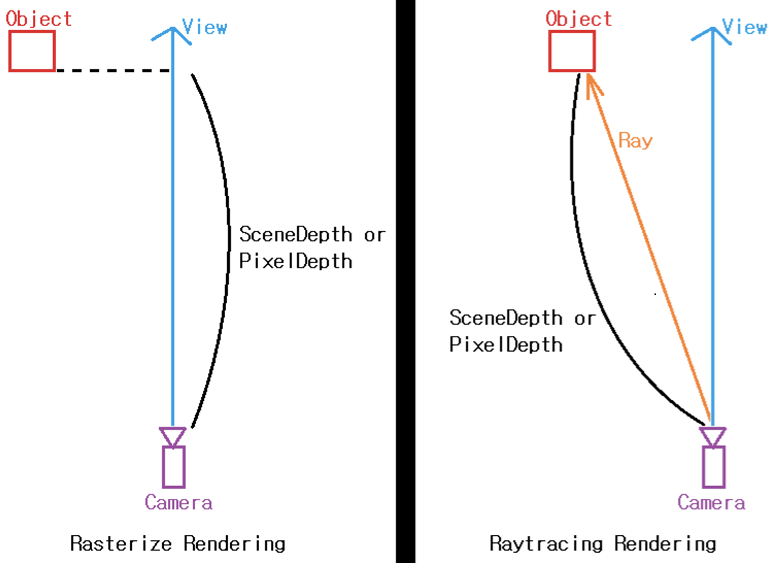 Object
View
SceneDepth or
PixelDepth
Camera
Rasterize Rendering
Object
View
Ray
SceneDepth or
PixelDepth
Camera
Raytracing Rendering